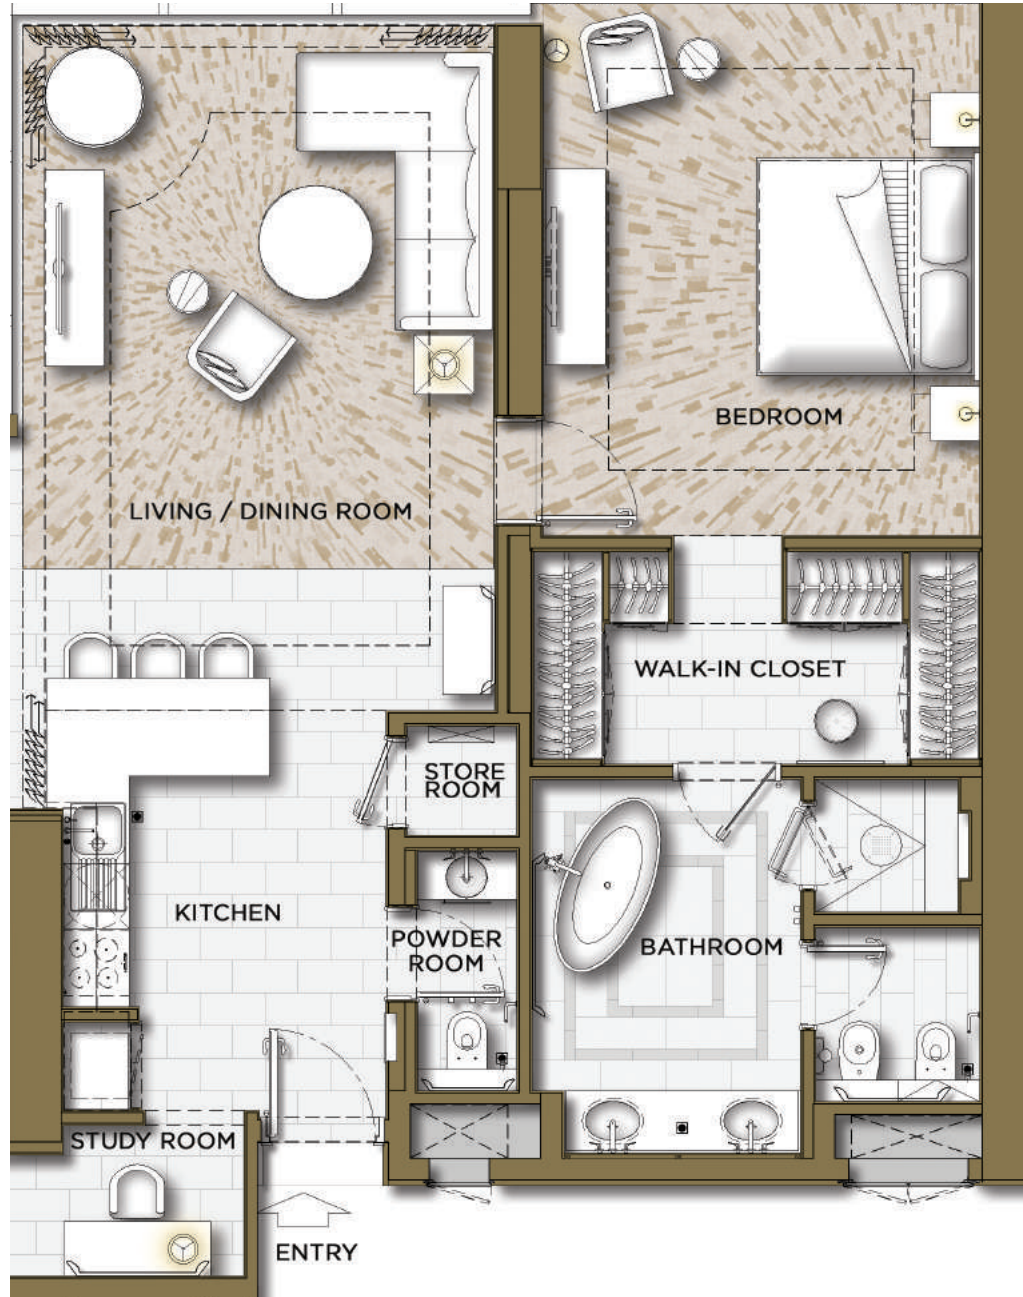 BEDROOM
LIVING / DINING ROOM
WALK-IN CLOSET
STORE
ROOM
KITCHEN
POWDER
ROOM
BATHROOM
STUDY ROOM
ENTRY